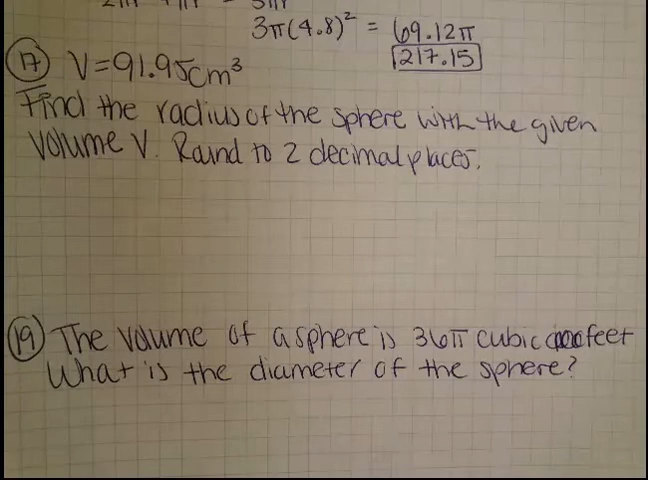 3π(4.8)² = 69.12π
217.15
17 V=91.95cm³
Find the radius of the sphere with the given
volume V. Round to 2 decimal places.
19 The volume of a sphere is 36π cubic feet
What is the diameter of the sphere?